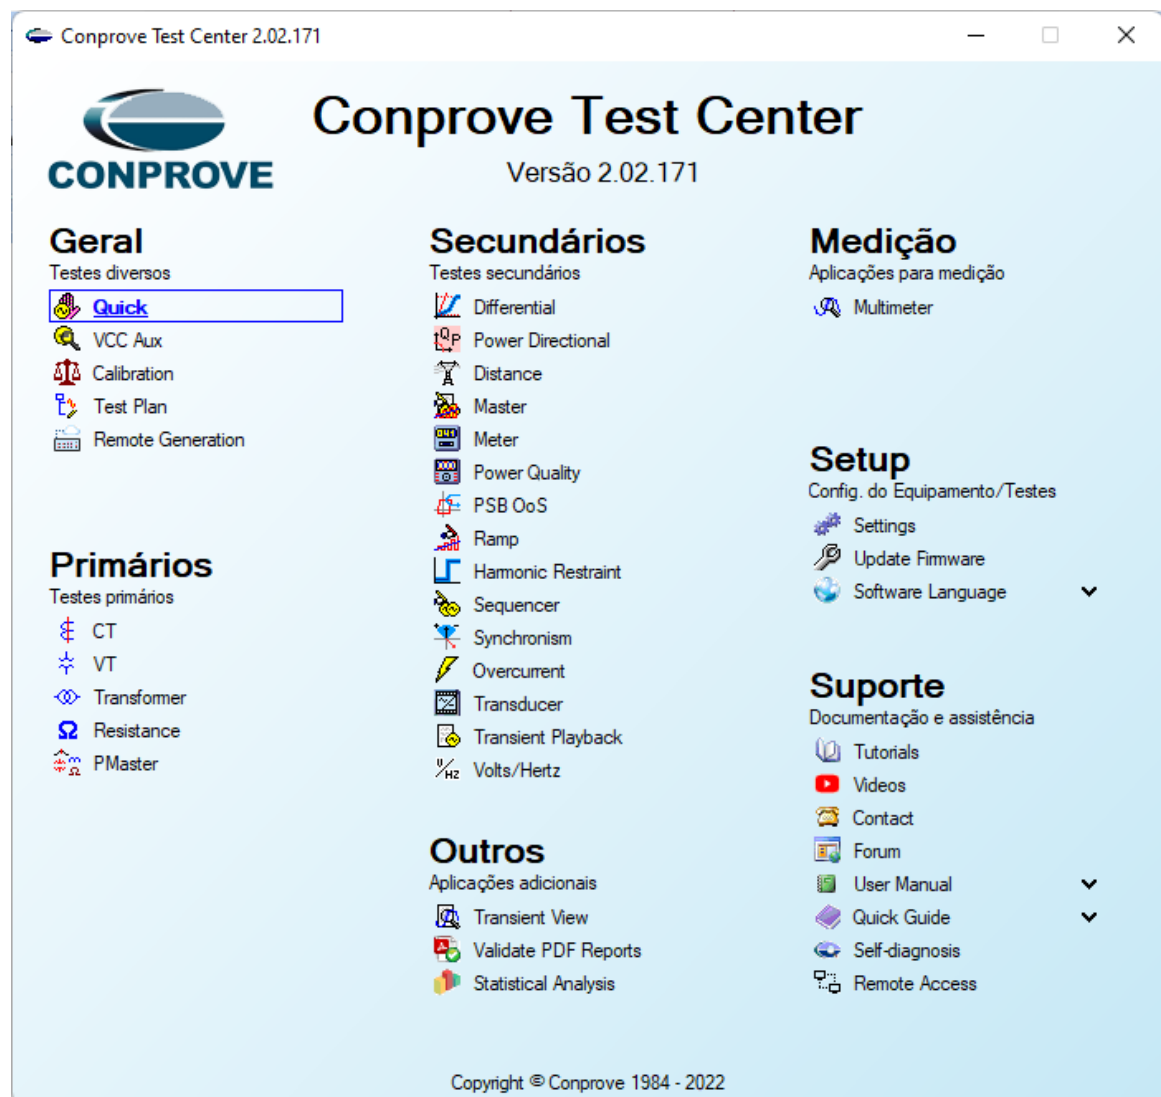 Conprove Test Center 2.02.171
CONPROVE
Conprove Test Center
Versão 2.02.171
Geral
Testes diversos
Quick
VCC Aux
Calibration
Test Plan
Remote Generation
Primários
Testes primários
CT
VT
Transformer
Resistance
PMaster
Secundários
Testes secundários
Differential
Power Directional
Distance
Master
Meter
Power Quality
PSB OoS
Ramp
Harmonic Restraint
Sequencer
Synchronism
Overcurrent
Transducer
Transient Playback
Volts/Hertz
Outros
Aplicações adicionais
Transient View
Validate PDF Reports
Statistical Analysis
Medição
Aplicações para medição
Multimeter
Setup
Config. do Equipamento/Testes
Settings
Update Firmware
Software Language
Suporte
Documentação e assistência
Tutorials
Videos
Contact
Forum
User Manual
Quick Guide
Self-diagnosis
Remote Access
Copyright © Conprove 1984 - 2022